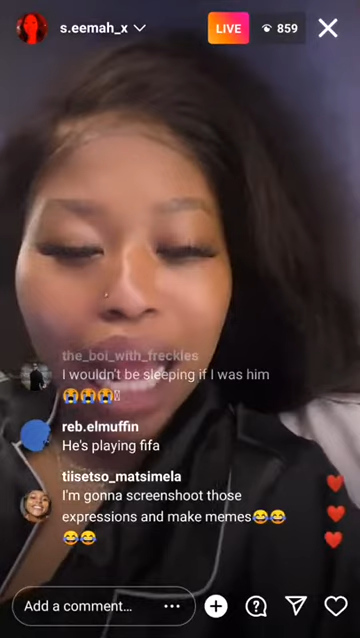 s.eemah_x
LIVE
859
the_boi_with_freckles
I wouldn't be sleeping if I was him
😭😭😭
reb.elmuffin
He's playing fifa
tiisetso_matsimela
I'm gonna screenshoot those
expressions and make memes😂😂
😂😂
Add a comment...